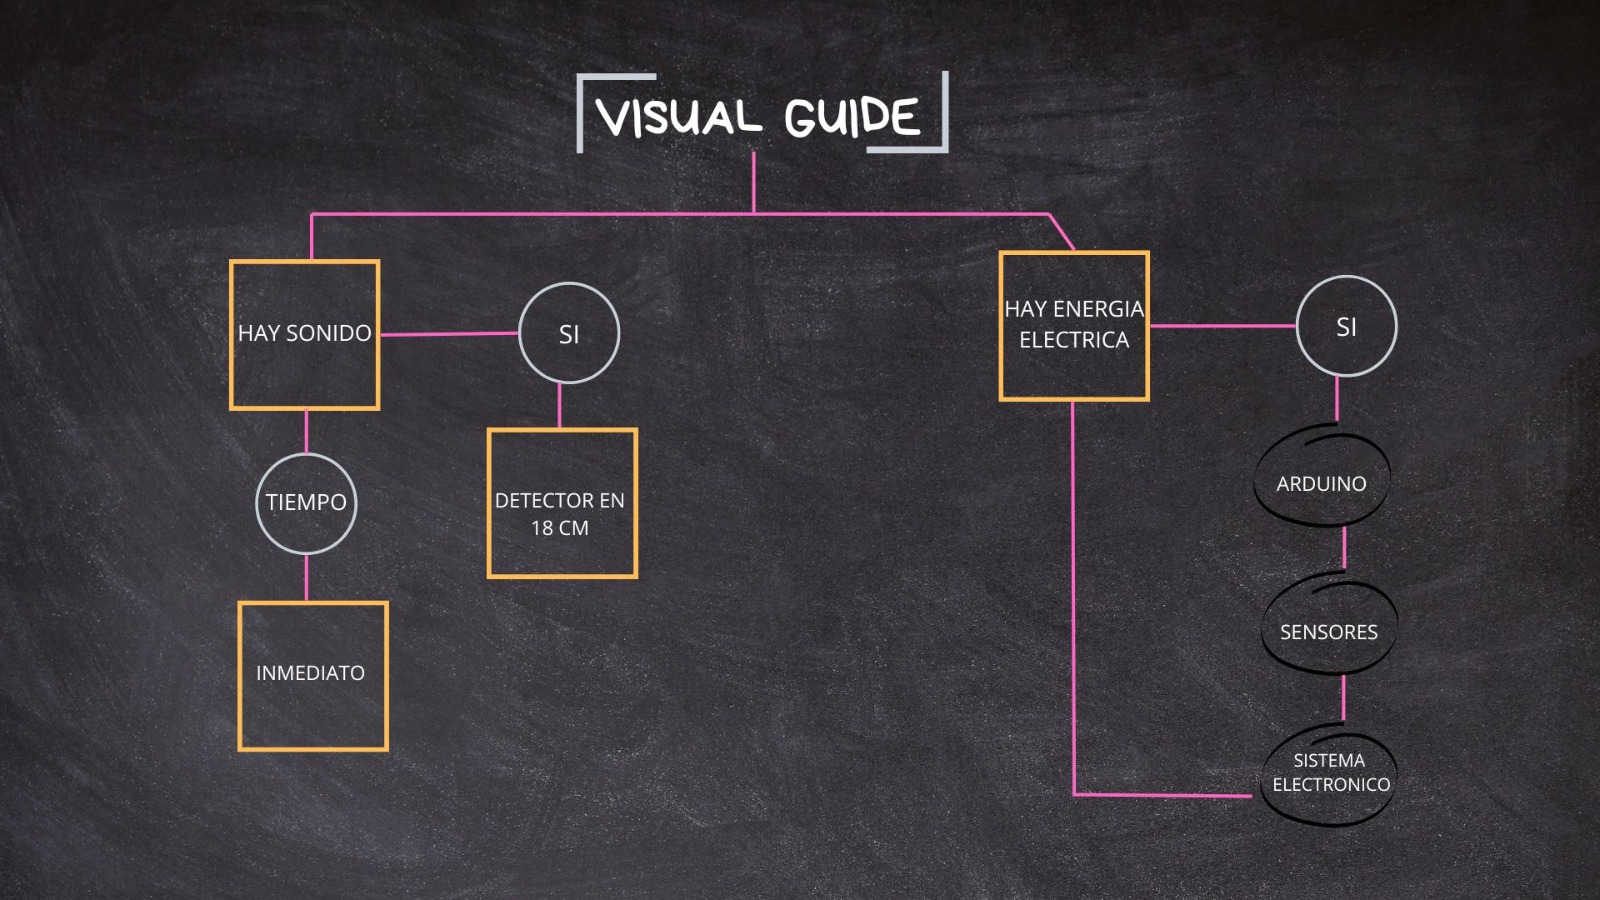 VISUAL GUIDE
HAY SONIDO
SI
TIEMPO
DETECTOR EN
18 CM
INMEDIATO
HAY ENERGIA
ELECTRICA
SI
ARDUINO
SENSORES
SISTEMA
ELECTRONICO